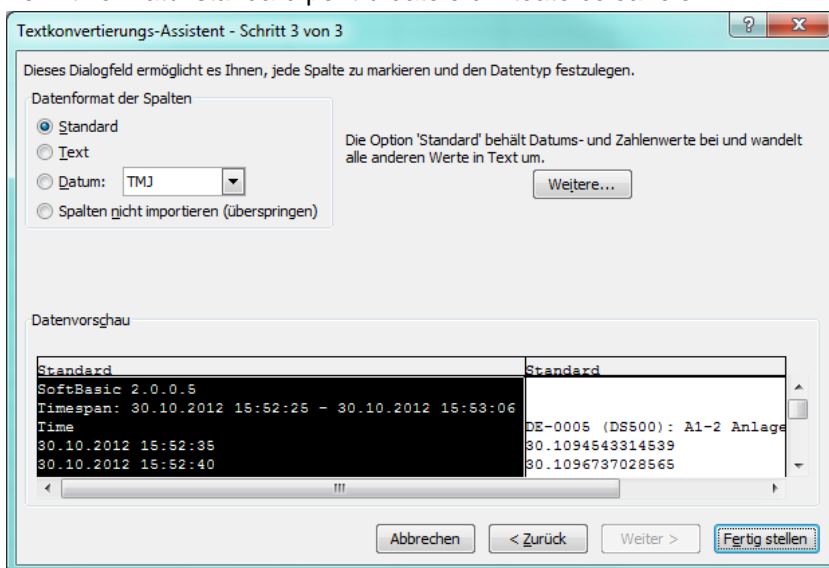 Textkonvertierungs-Assistent - Schritt 3 von 3
Dieses Dialogfeld ermöglicht es Ihnen, jede Spalte zu markieren und den Datentyp festzulegen.
Datenformat der Spalten
Standard
Text
Datum: TMJ
Spalten nicht importieren (überspringen)
Die Option 'Standard' behält Datums- und Zahlenwerte bei und wandelt
alle anderen Werte in Text um.
Weitere...
Datenvorschau
Standard Standard
SoftBasic 2.0.0.5
Timespan: 30.10.2012 15:52:25 - 30.10.2012 15:53:06
Time DE-0005 (DS500): A1-2 Anlage
30.10.2012 15:52:35 30.1094543314539
30.10.2012 15:52:40 30.1096737028565
Abbrechen < Zurück Weiter > Fertig stellen